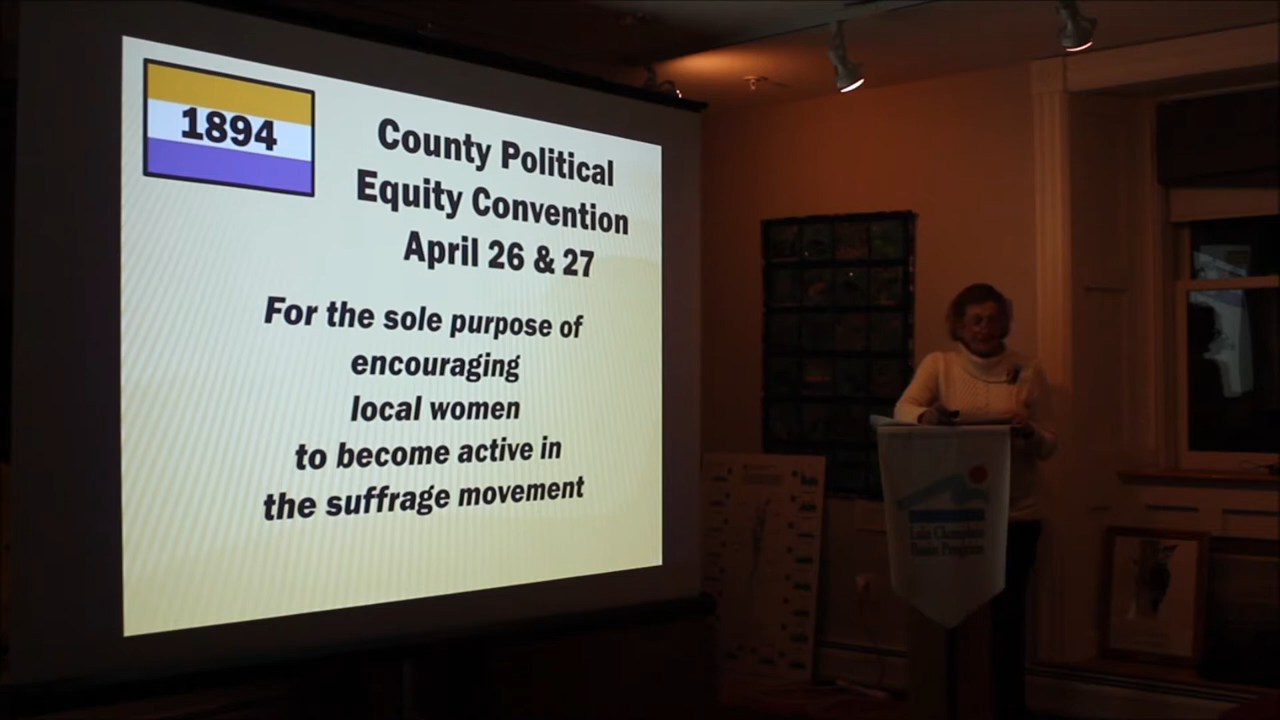 1894
County Political
Equity Convention
April 26 & 27
For the sole purpose of
encouraging
local women
to become active in
the suffrage movement
Lake Champlain
Basin Program